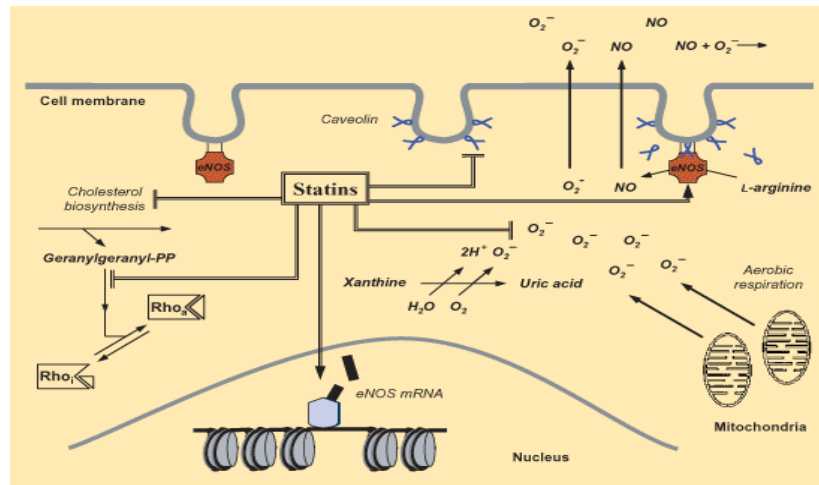 O₂⁻
O₂⁻
NO
NO
NO + O₂⁻
Cell membrane
Caveolin
eNOS
eNOS
Cholesterol
biosynthesis
Statins
O₂⁻
NO
L-arginine
Geranylgeranyl-PP
2H⁺ O₂⁻
O₂⁻
O₂⁻
O₂⁻
O₂⁻
O₂⁻
Xanthine
Uric acid
H₂O O₂
Aerobic
respiration
Rhoₐ
Rhoᵢ
eNOS mRNA
Mitochondria
Nucleus